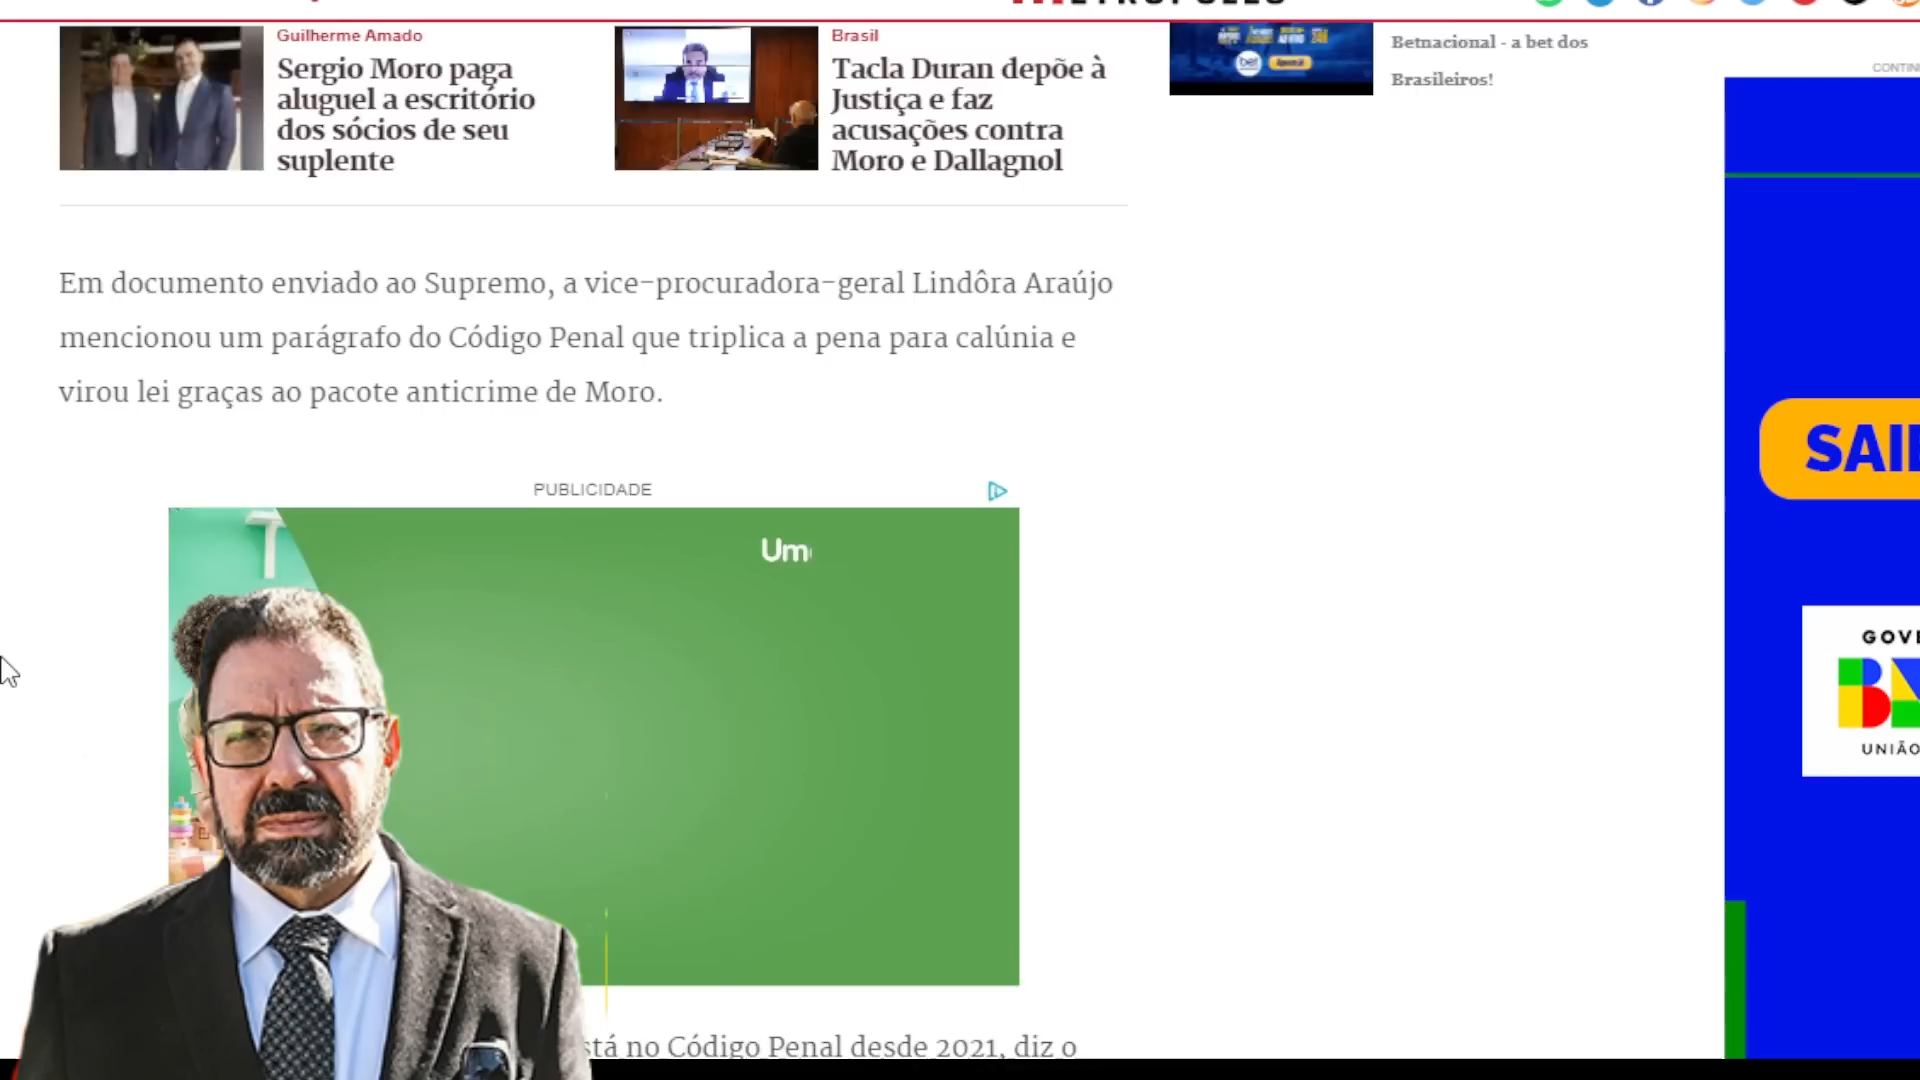 Guilherme Amado
Sergio Moro paga
aluguel a escritório
dos sócios de seu
suplente
Brasil
Tacla Duran depõe à
Justiça e faz
acusações contra
Moro e Dallagnol
Betnacional - a bet dos
Brasileiros!
CONTIN
Em documento enviado ao Supremo, a vice-procuradora-geral Lindôra Araújo
mencionou um parágrafo do Código Penal que triplica a pena para calúnia e
virou lei graças ao pacote anticrime de Moro.
PUBLICIDADE
Um
SAIB
GOVE
UNIÃO
stá no Código Penal desde 2021, diz o